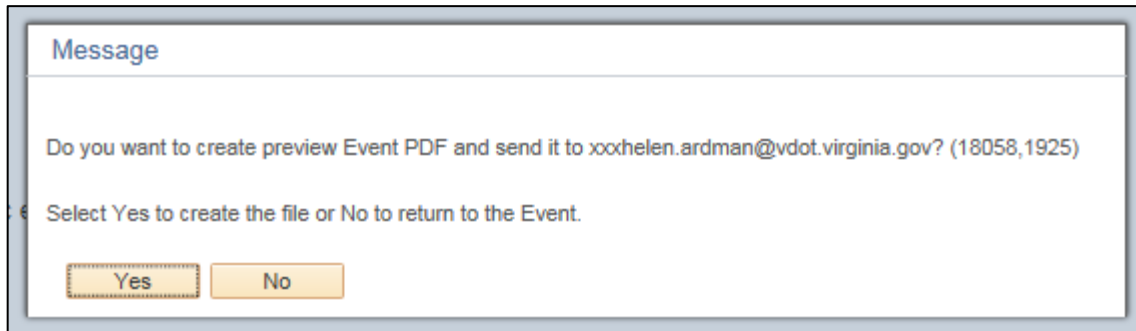 Message
Do you want to create preview Event PDF and send it to xxxhelen.ardman@vdot.virginia.gov? (18058,1925)
Select Yes to create the file or No to return to the Event.
Yes No